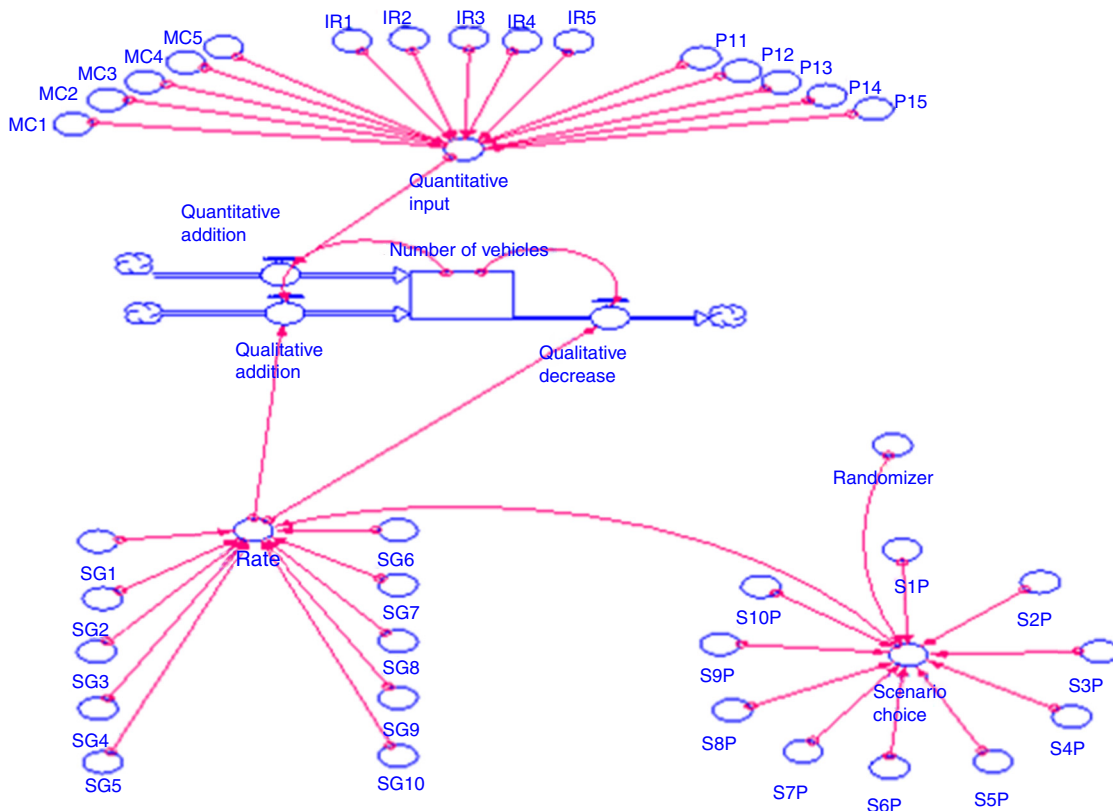 IR1
IR2
IR3
IR4
IR5
MC5
MC4
MC3
MC2
MC1
P11
P12
P13
P14
P15
Quantitative
input
Quantitative
addition
Number of vehicles
Qualitative
addition
Qualitative
decrease
Randomizer
Rate
SG1
SG2
SG3
SG4
SG5
SG6
SG7
SG8
SG9
SG10
S1P
S2P
S3P
S4P
S5P
S6P
S7P
S8P
S9P
S10P
Scenario
choice